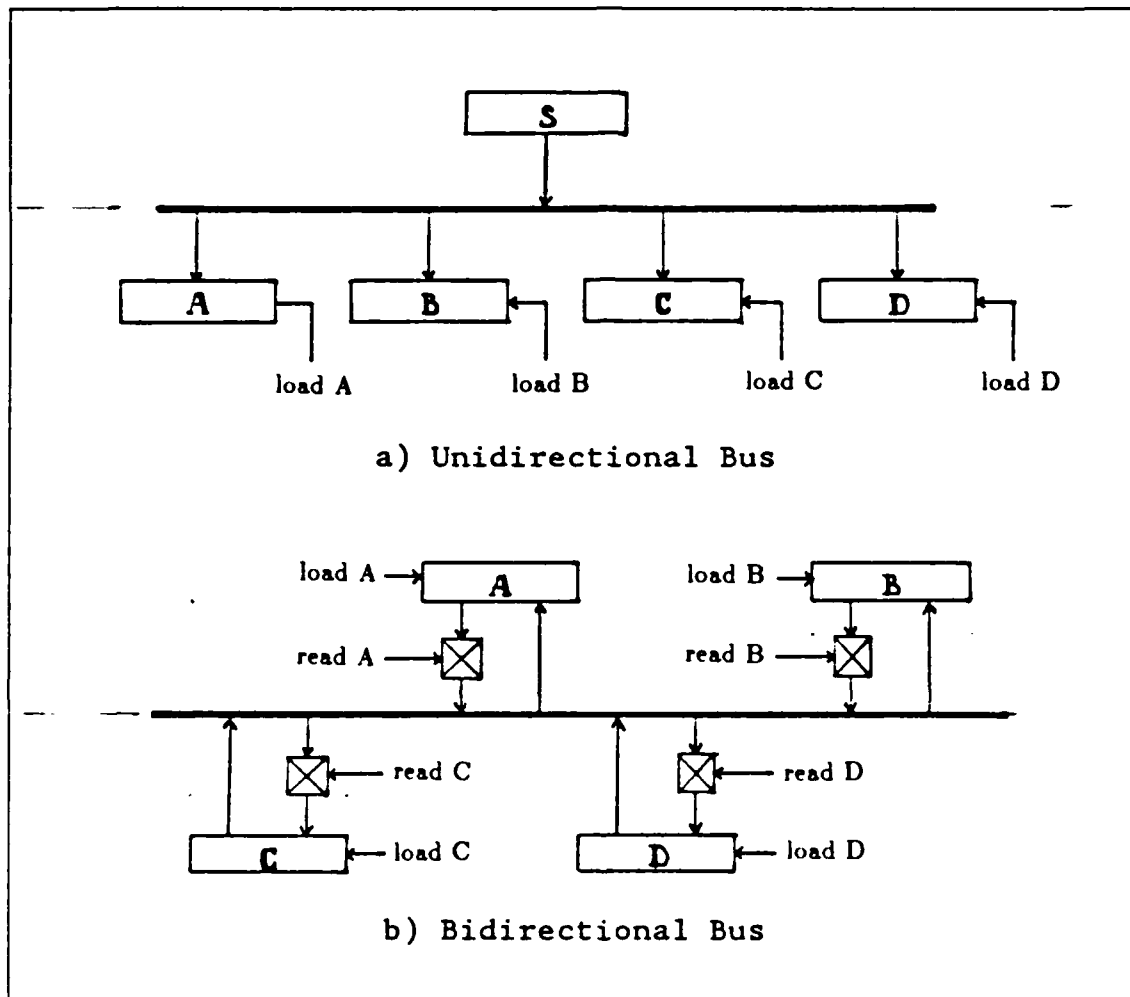 S
A B C D
load A load B load C load D
a) Unidirectional Bus
load A A load B B
read A read B
read C read D
C load C D load D
b) Bidirectional Bus